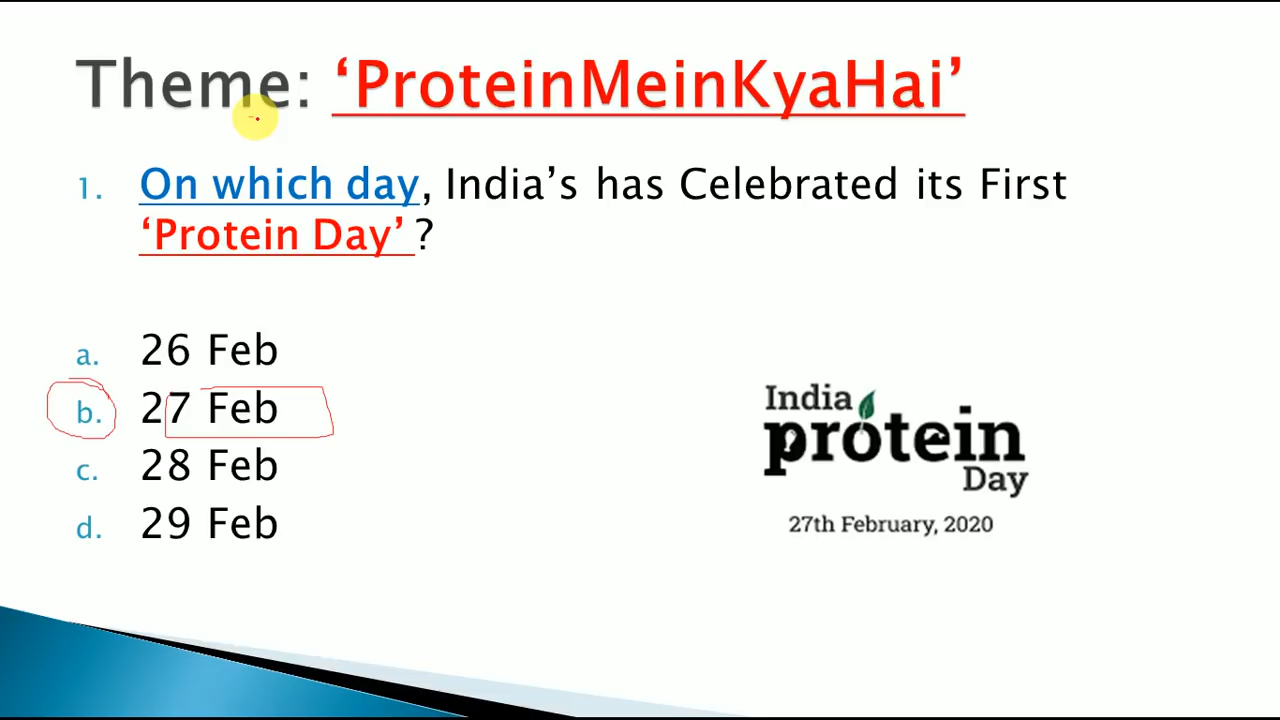 Theme: ‘ProteinMeinKyaHai’
1. On which day, India’s has Celebrated its First
‘Protein Day’ ?
a. 26 Feb
b. 27 Feb
c. 28 Feb
d. 29 Feb
India
protein
Day
27th February, 2020